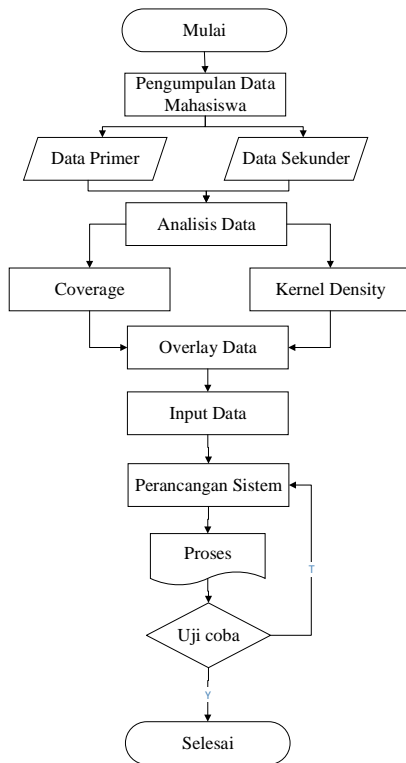 Mulai
Pengumpulan Data
Mahasiswa
Data Primer
Data Sekunder
Analisis Data
Coverage
Kernel Density
Overlay Data
Input Data
Perancangan Sistem
Proses
T
Uji coba
Y
Selesai